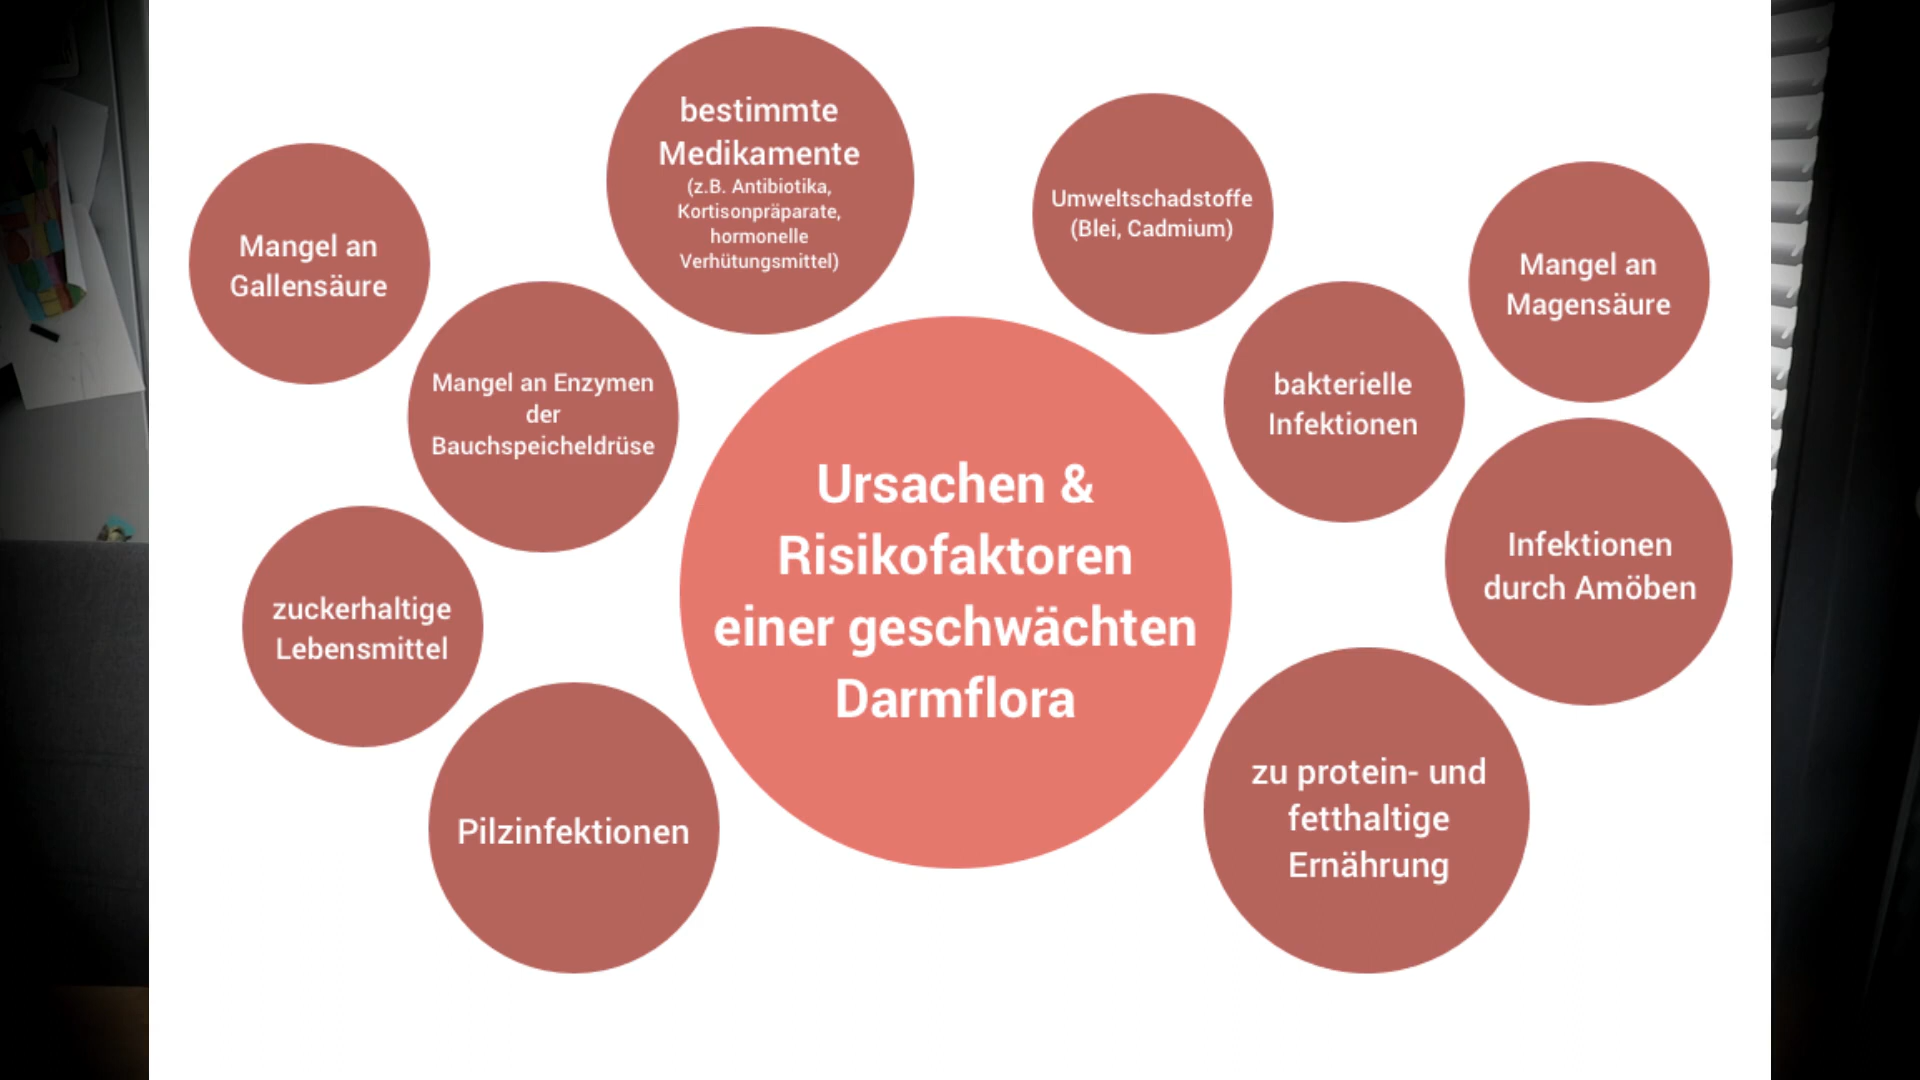 bestimmte
Medikamente
(z.B. Antibiotika,
Kortisonpräparate,
hormonelle
Verhütungsmittel)
Umweltschadstoffe
(Blei, Cadmium)
Mangel an
Gallensäure
Mangel an
Magensäure
Mangel an Enzymen
der
Bauchspeicheldrüse
bakterielle
Infektionen
Ursachen &
Risikofaktoren
einer geschwächten
Darmflora
Infektionen
durch Amöben
zuckerhaltige
Lebensmittel
Pilzinfektionen
zu protein- und
fetthaltige
Ernährung